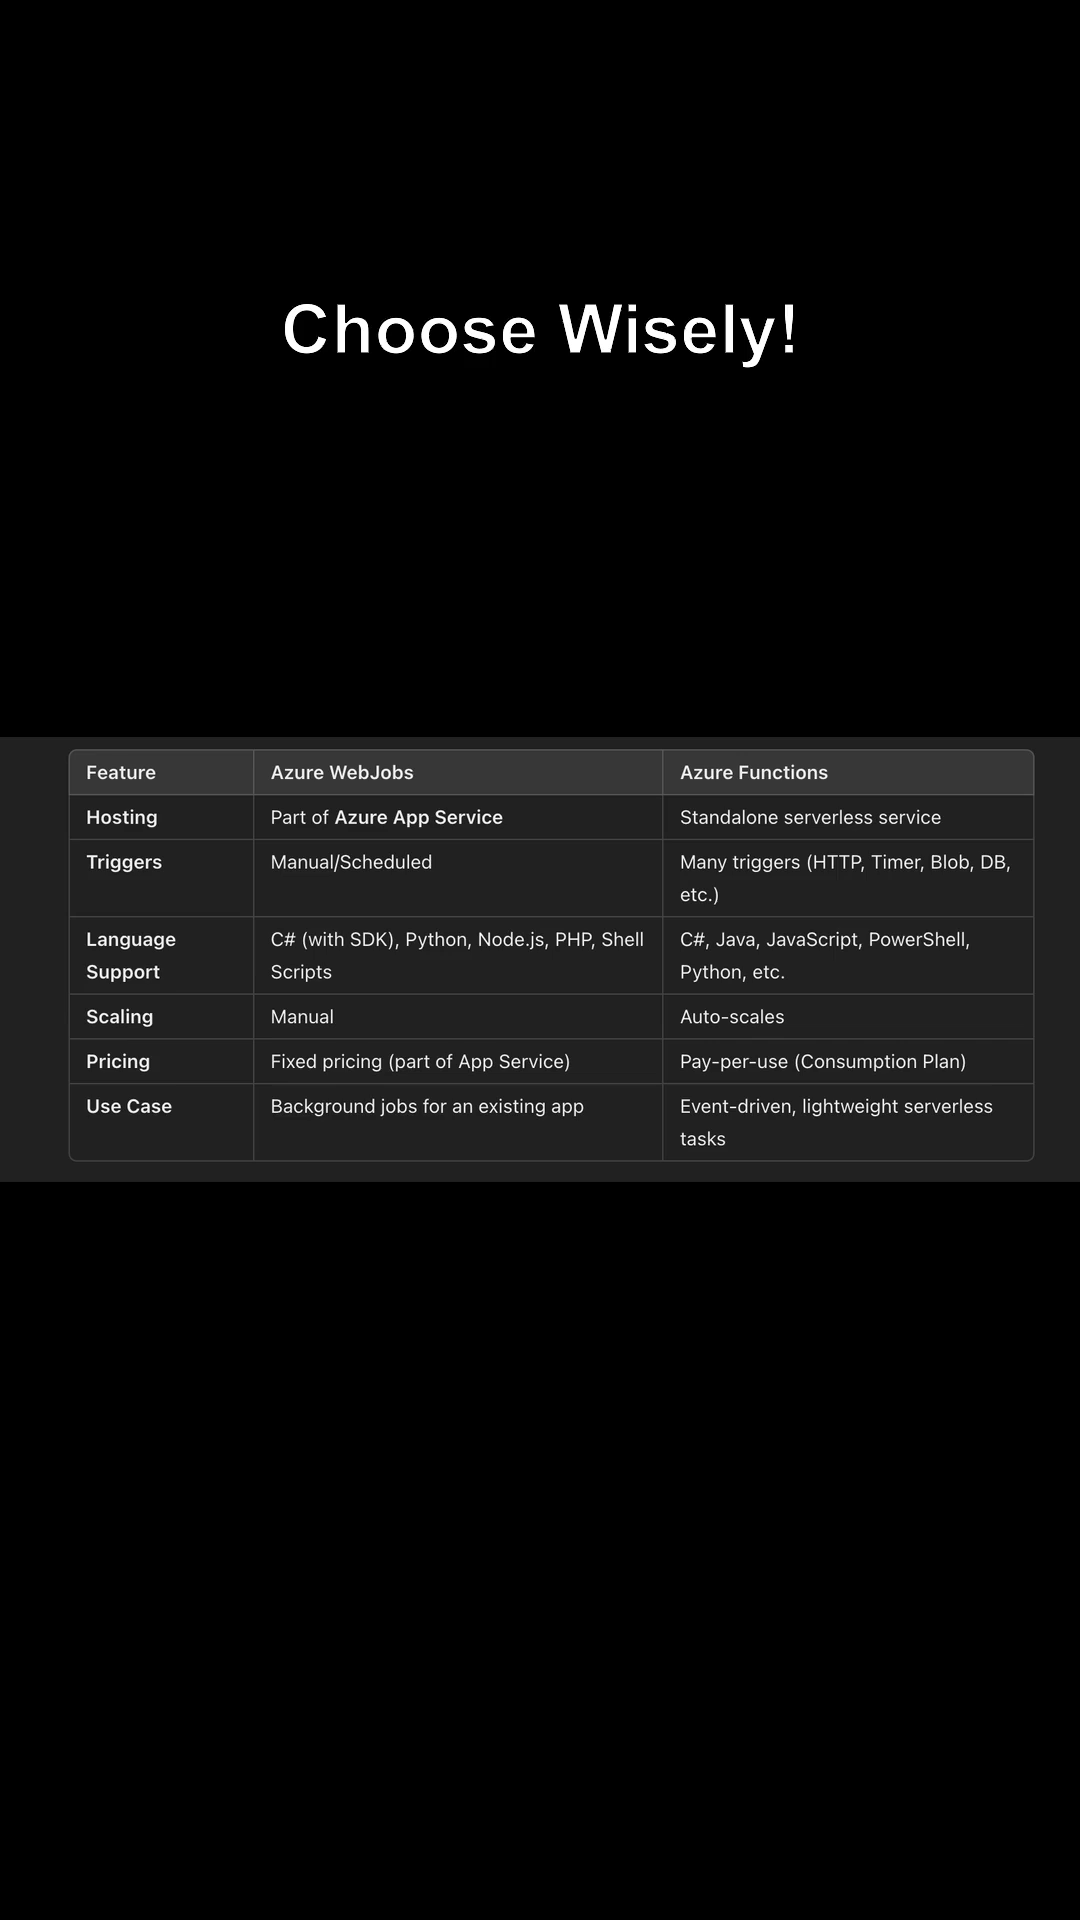 Choose Wisely!
Feature Azure WebJobs Azure Functions
Hosting Part of Azure App Service Standalone serverless service
Triggers Manual/Scheduled Many triggers (HTTP, Timer, Blob, DB,
etc.)
Language C# (with SDK), Python, Node.js, PHP, Shell C#, Java, JavaScript, PowerShell,
Support Scripts Python, etc.
Scaling Manual Auto-scales
Pricing Fixed pricing (part of App Service) Pay-per-use (Consumption Plan)
Use Case Background jobs for an existing app Event-driven, lightweight serverless
tasks